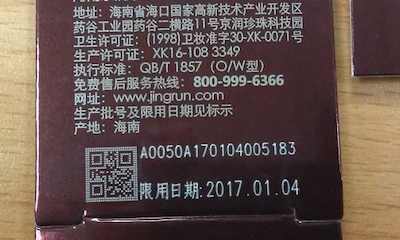 地址：海南省海口国家高新技术产业开发区
药谷工业园药谷二横路11号京润珍珠科技园
卫生许可证：(1998)卫妆准字30-XK-0071号
生产许可证：XK16-108 3349
执行标准：QB/T 1857（O/W型）
免费售后服务热线：800-999-6366
网址：www.jingrun.com
生产批号及限用日期见标示
产地：海南
A0050A170104005183
限用日期：2017.01.04